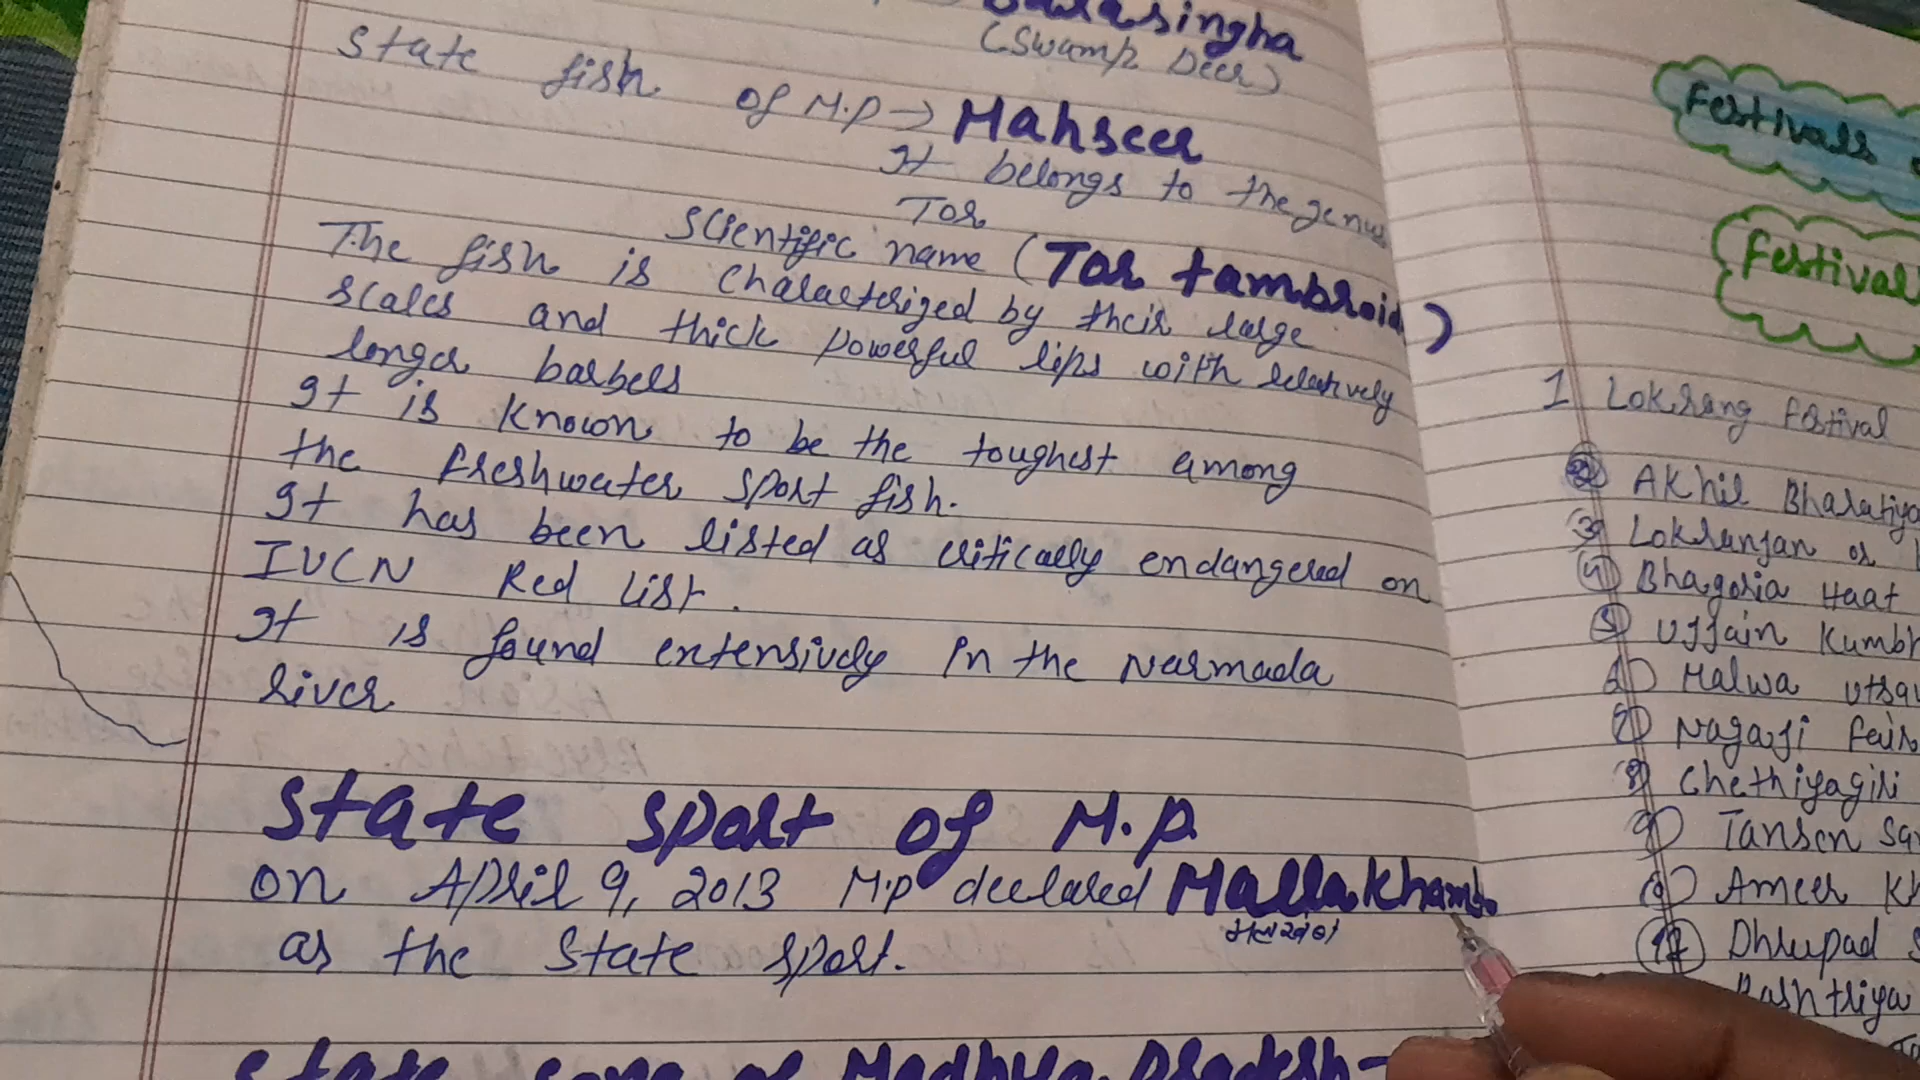 (Swamp Deer)
State fish of M.P → Mahseer
It belongs to the genus
Tor
Scientific name (Tor tambroid)
The fish is characterized by their large
scales and thick powerful lips with relatively
longer barbels
It is known to be the toughest among
the freshwater sport fish.
It has been listed as critically endangered on
IUCN Red List.
It is found extensively in the Narmada
river
State sport of M.P
on April 9, 2013 M.P declared Mallakhamb
as the State sport.
Festivals
Festival
1 Lokrang festival
2 Akhil Bharatiya
3 Lokranjan or
4 Bhagoria Haat
5 Ujjain Kumbh
Malwa Utsav
7 Nagaji fair
8 Chethiyagiri
9 Tansen
10 Ameer Kh
Dhrupad
Rashtriya